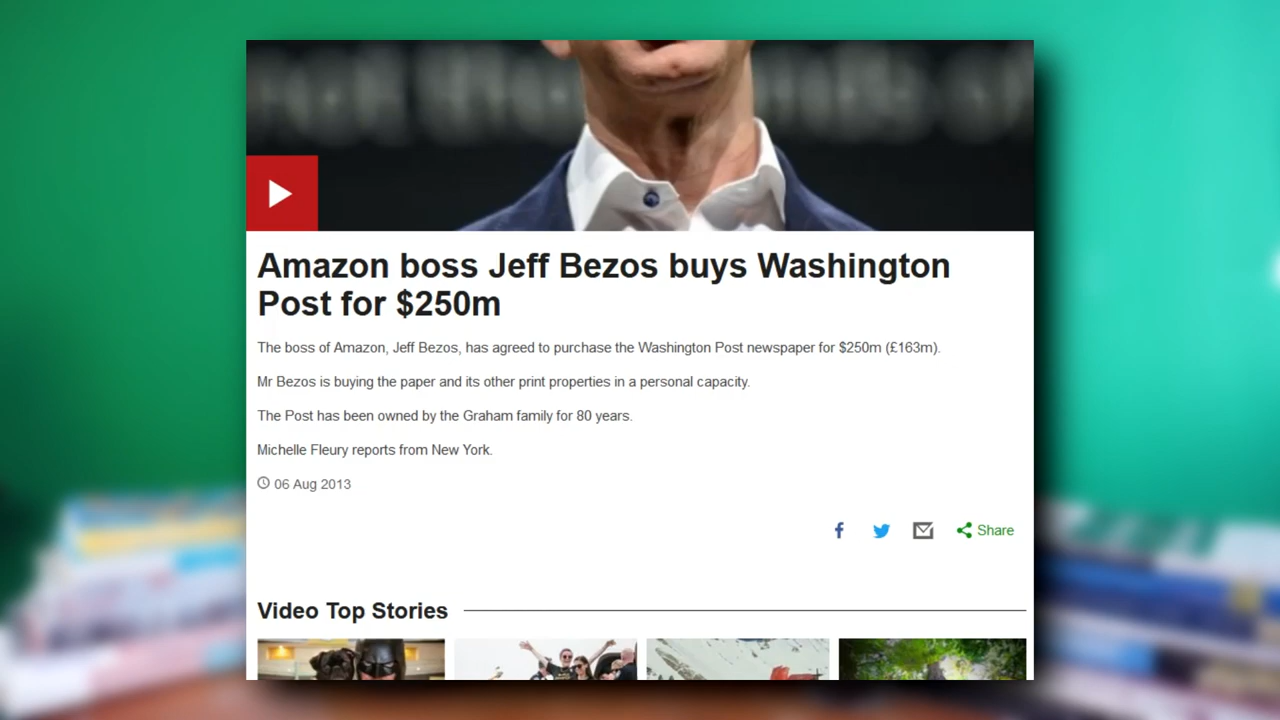 Amazon boss Jeff Bezos buys Washington
Post for $250m
The boss of Amazon, Jeff Bezos, has agreed to purchase the Washington Post newspaper for $250m (£163m).
Mr Bezos is buying the paper and its other print properties in a personal capacity.
The Post has been owned by the Graham family for 80 years.
Michelle Fleury reports from New York.
06 Aug 2013
Share
Video Top Stories